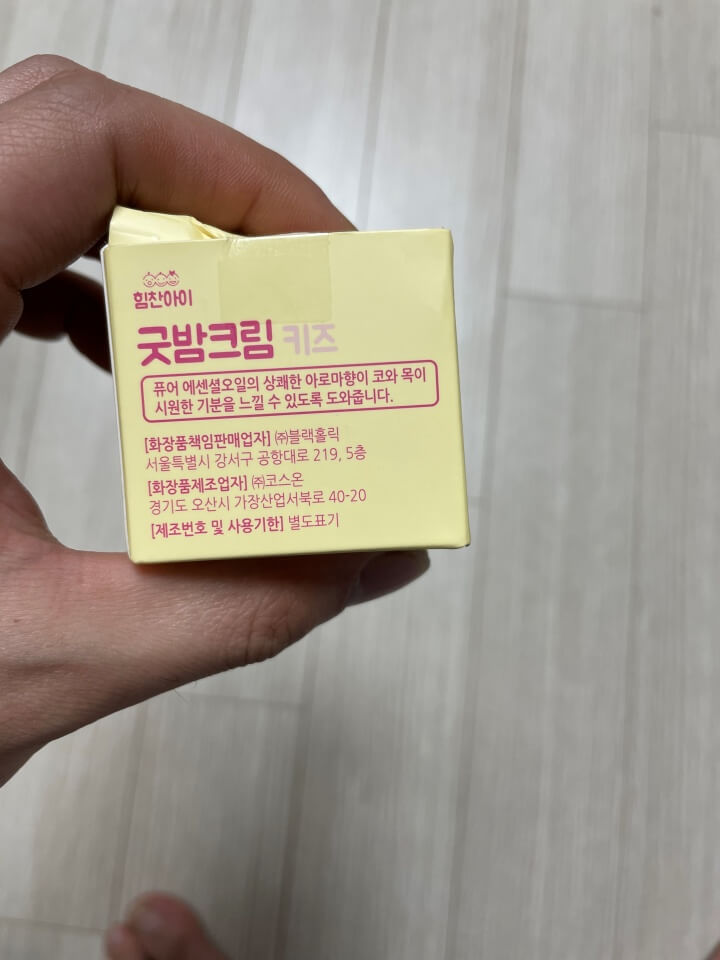 힘찬아이
굿밤크림 키즈
퓨어 에센셜오일의 상쾌한 아로마향이 코와 목이
시원한 기분을 느낄 수 있도록 도와줍니다.
[화장품책임판매업자] ㈜블랙홀릭
서울특별시 강서구 공항대로 219, 5층
[화장품제조업자] ㈜코스온
경기도 오산시 가장산업서북로 40-20
[제조번호 및 사용기한] 별도표기